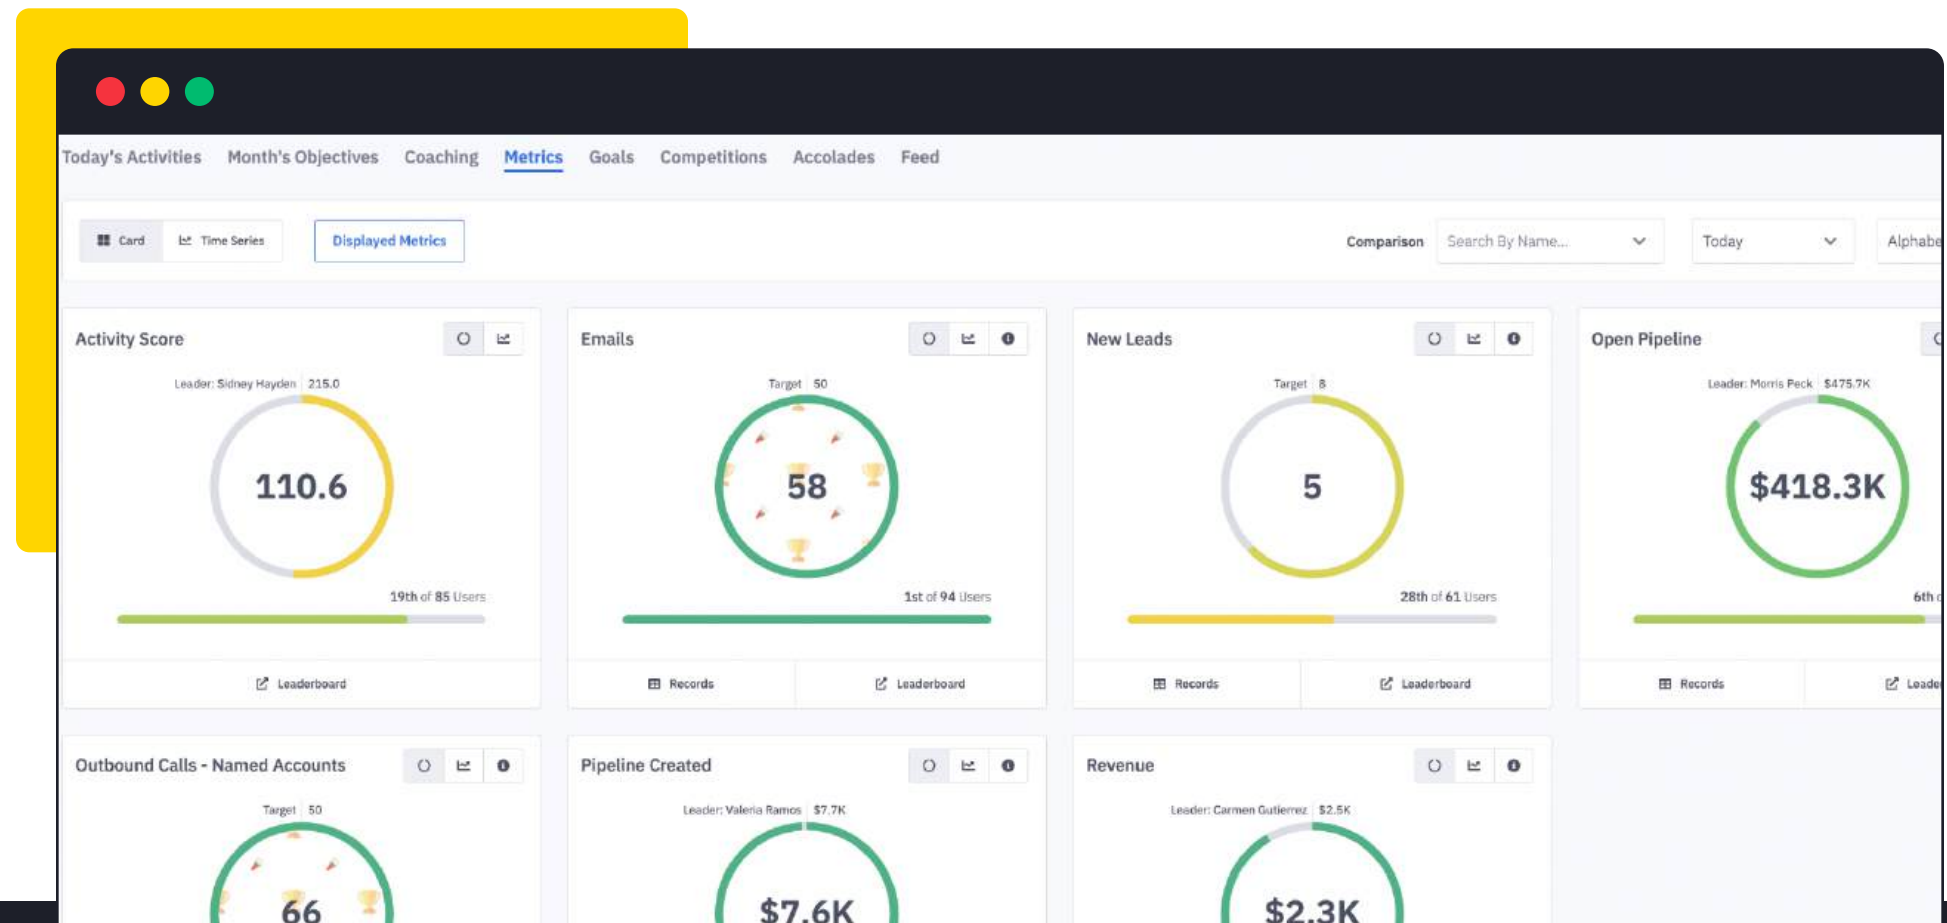 Today's Activities Month's Objectives Coaching Metrics Goals Competitions Accolades Feed
Card Time Series Displayed Metrics Comparison Search By Name... Today Alphabe
Activity Score
Leader: Sidney Hayden 215.0
110.6
19th of 85 Users
Leaderboard
Emails
Target 50
58
1st of 94 Users
Records Leaderboard
New Leads
Target 8
5
28th of 61 Users
Records Leaderboard
Open Pipeline
Leader: Morris Peck $475.7K
$418.3K
6th
Records Leade
Outbound Calls - Named Accounts
Target 50
66
Pipeline Created
Leader: Valeria Ramos $7.7K
$7.6K
Revenue
Leader: Carmen Gutierrez $2.5K
$2.3K